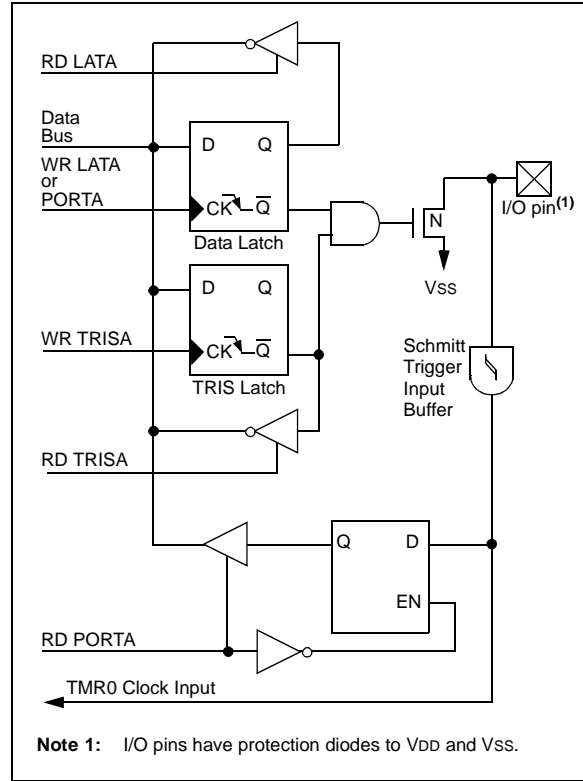 RD LATA
Data
Bus
D Q
WR LATA
or
PORTA
CK Q̅
Data Latch
N
I/O pin(1)
VSS
D Q
WR TRISA
CK Q̅
TRIS Latch
Schmitt
Trigger
Input
Buffer
RD TRISA
Q D
EN
RD PORTA
TMR0 Clock Input
Note 1: I/O pins have protection diodes to VDD and VSS.